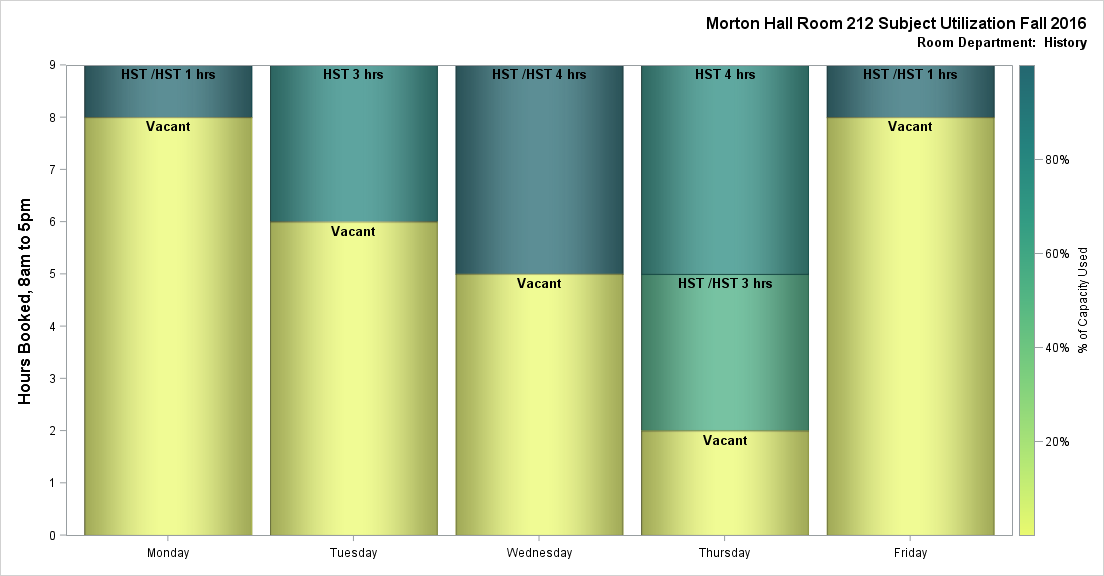 Morton Hall Room 212 Subject Utilization Fall 2016
Room Department: History
Hours Booked, 8am to 5pm
9
8
7
6
5
4
3
2
1
0
HST /HST 1 hrs
Vacant
HST 3 hrs
Vacant
HST /HST 4 hrs
Vacant
HST 4 hrs
HST /HST 3 hrs
Vacant
HST /HST 1 hrs
Vacant
Monday
Tuesday
Wednesday
Thursday
Friday
80%
60%
40%
20%
% of Capacity Used